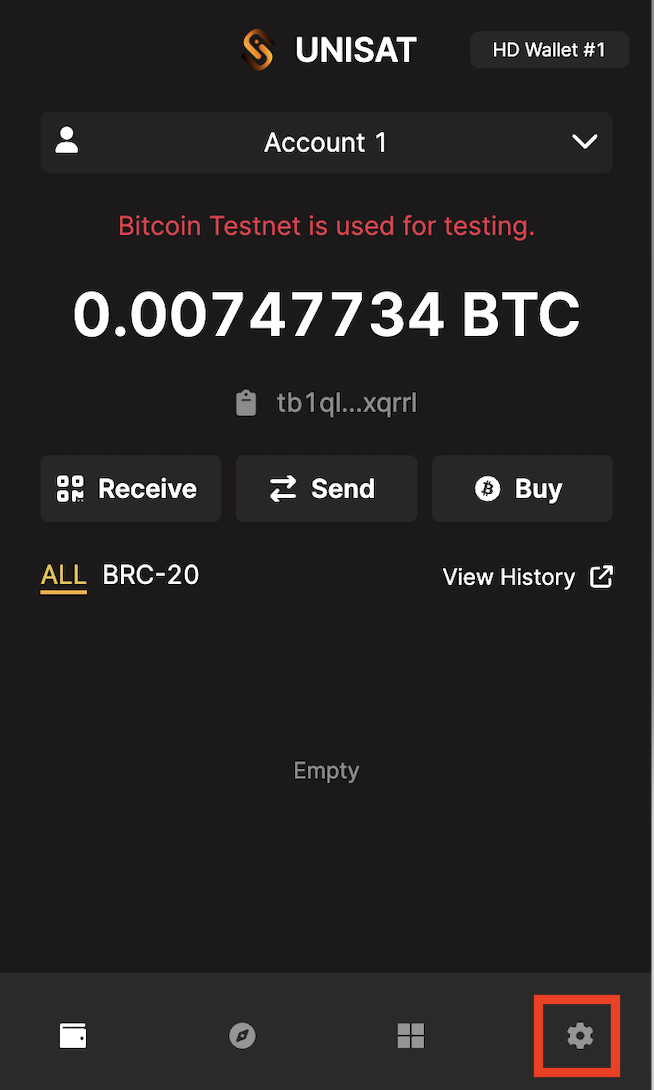 UNISAT
HD Wallet #1
Account 1
Bitcoin Testnet is used for testing.
0.00747734 BTC
tb1ql...xqrrl
Receive
Send
Buy
ALL BRC-20
View History
Empty